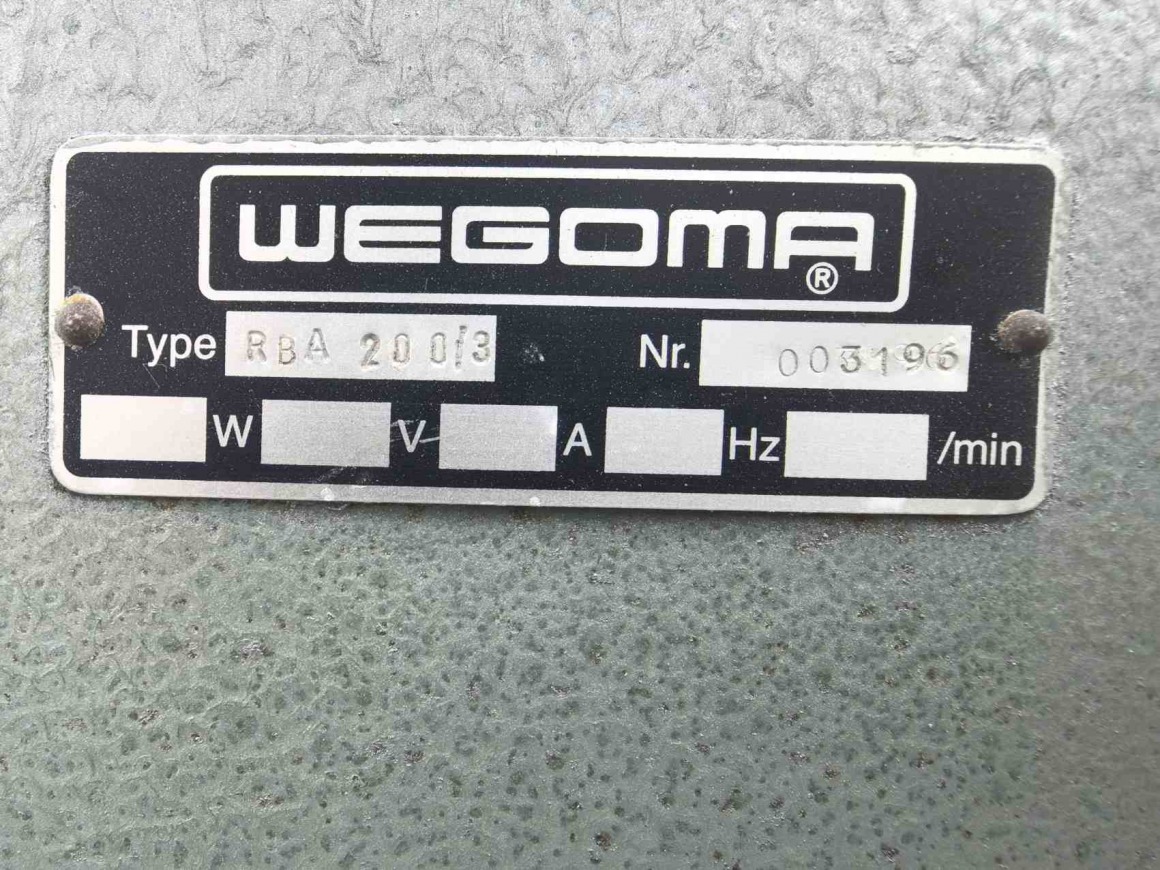 WEGOMA
®
Type RBA 200/3 Nr. 003196
W V A Hz /min